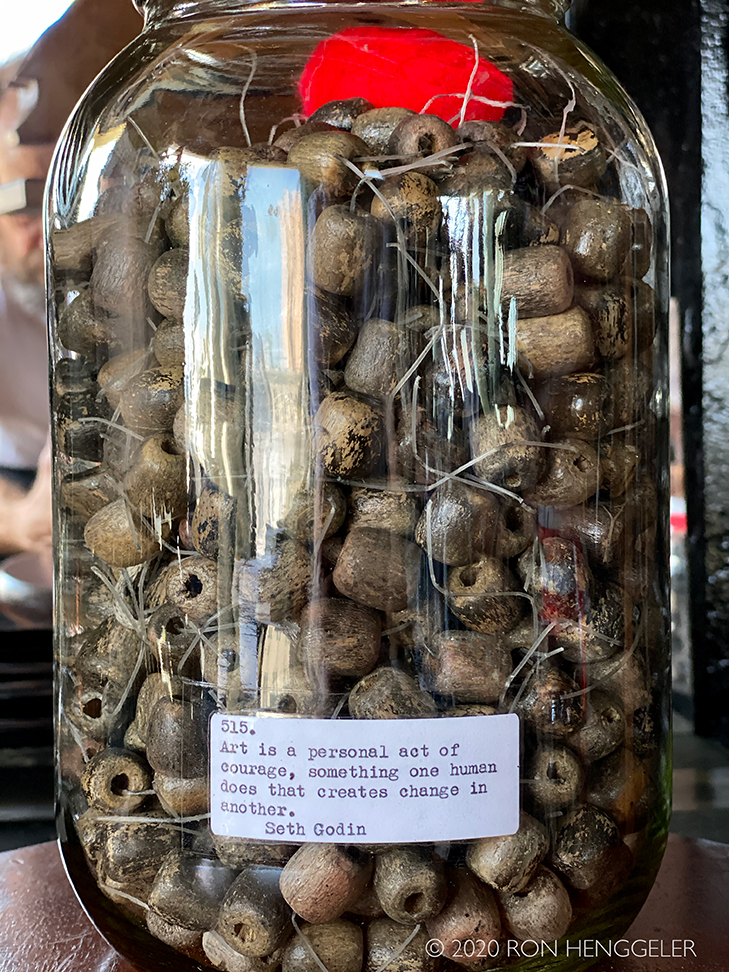 515.
Art is a personal act of
courage, something one human
does that creates change in
another.
Seth Godin
© 2020 RON HENGGELER